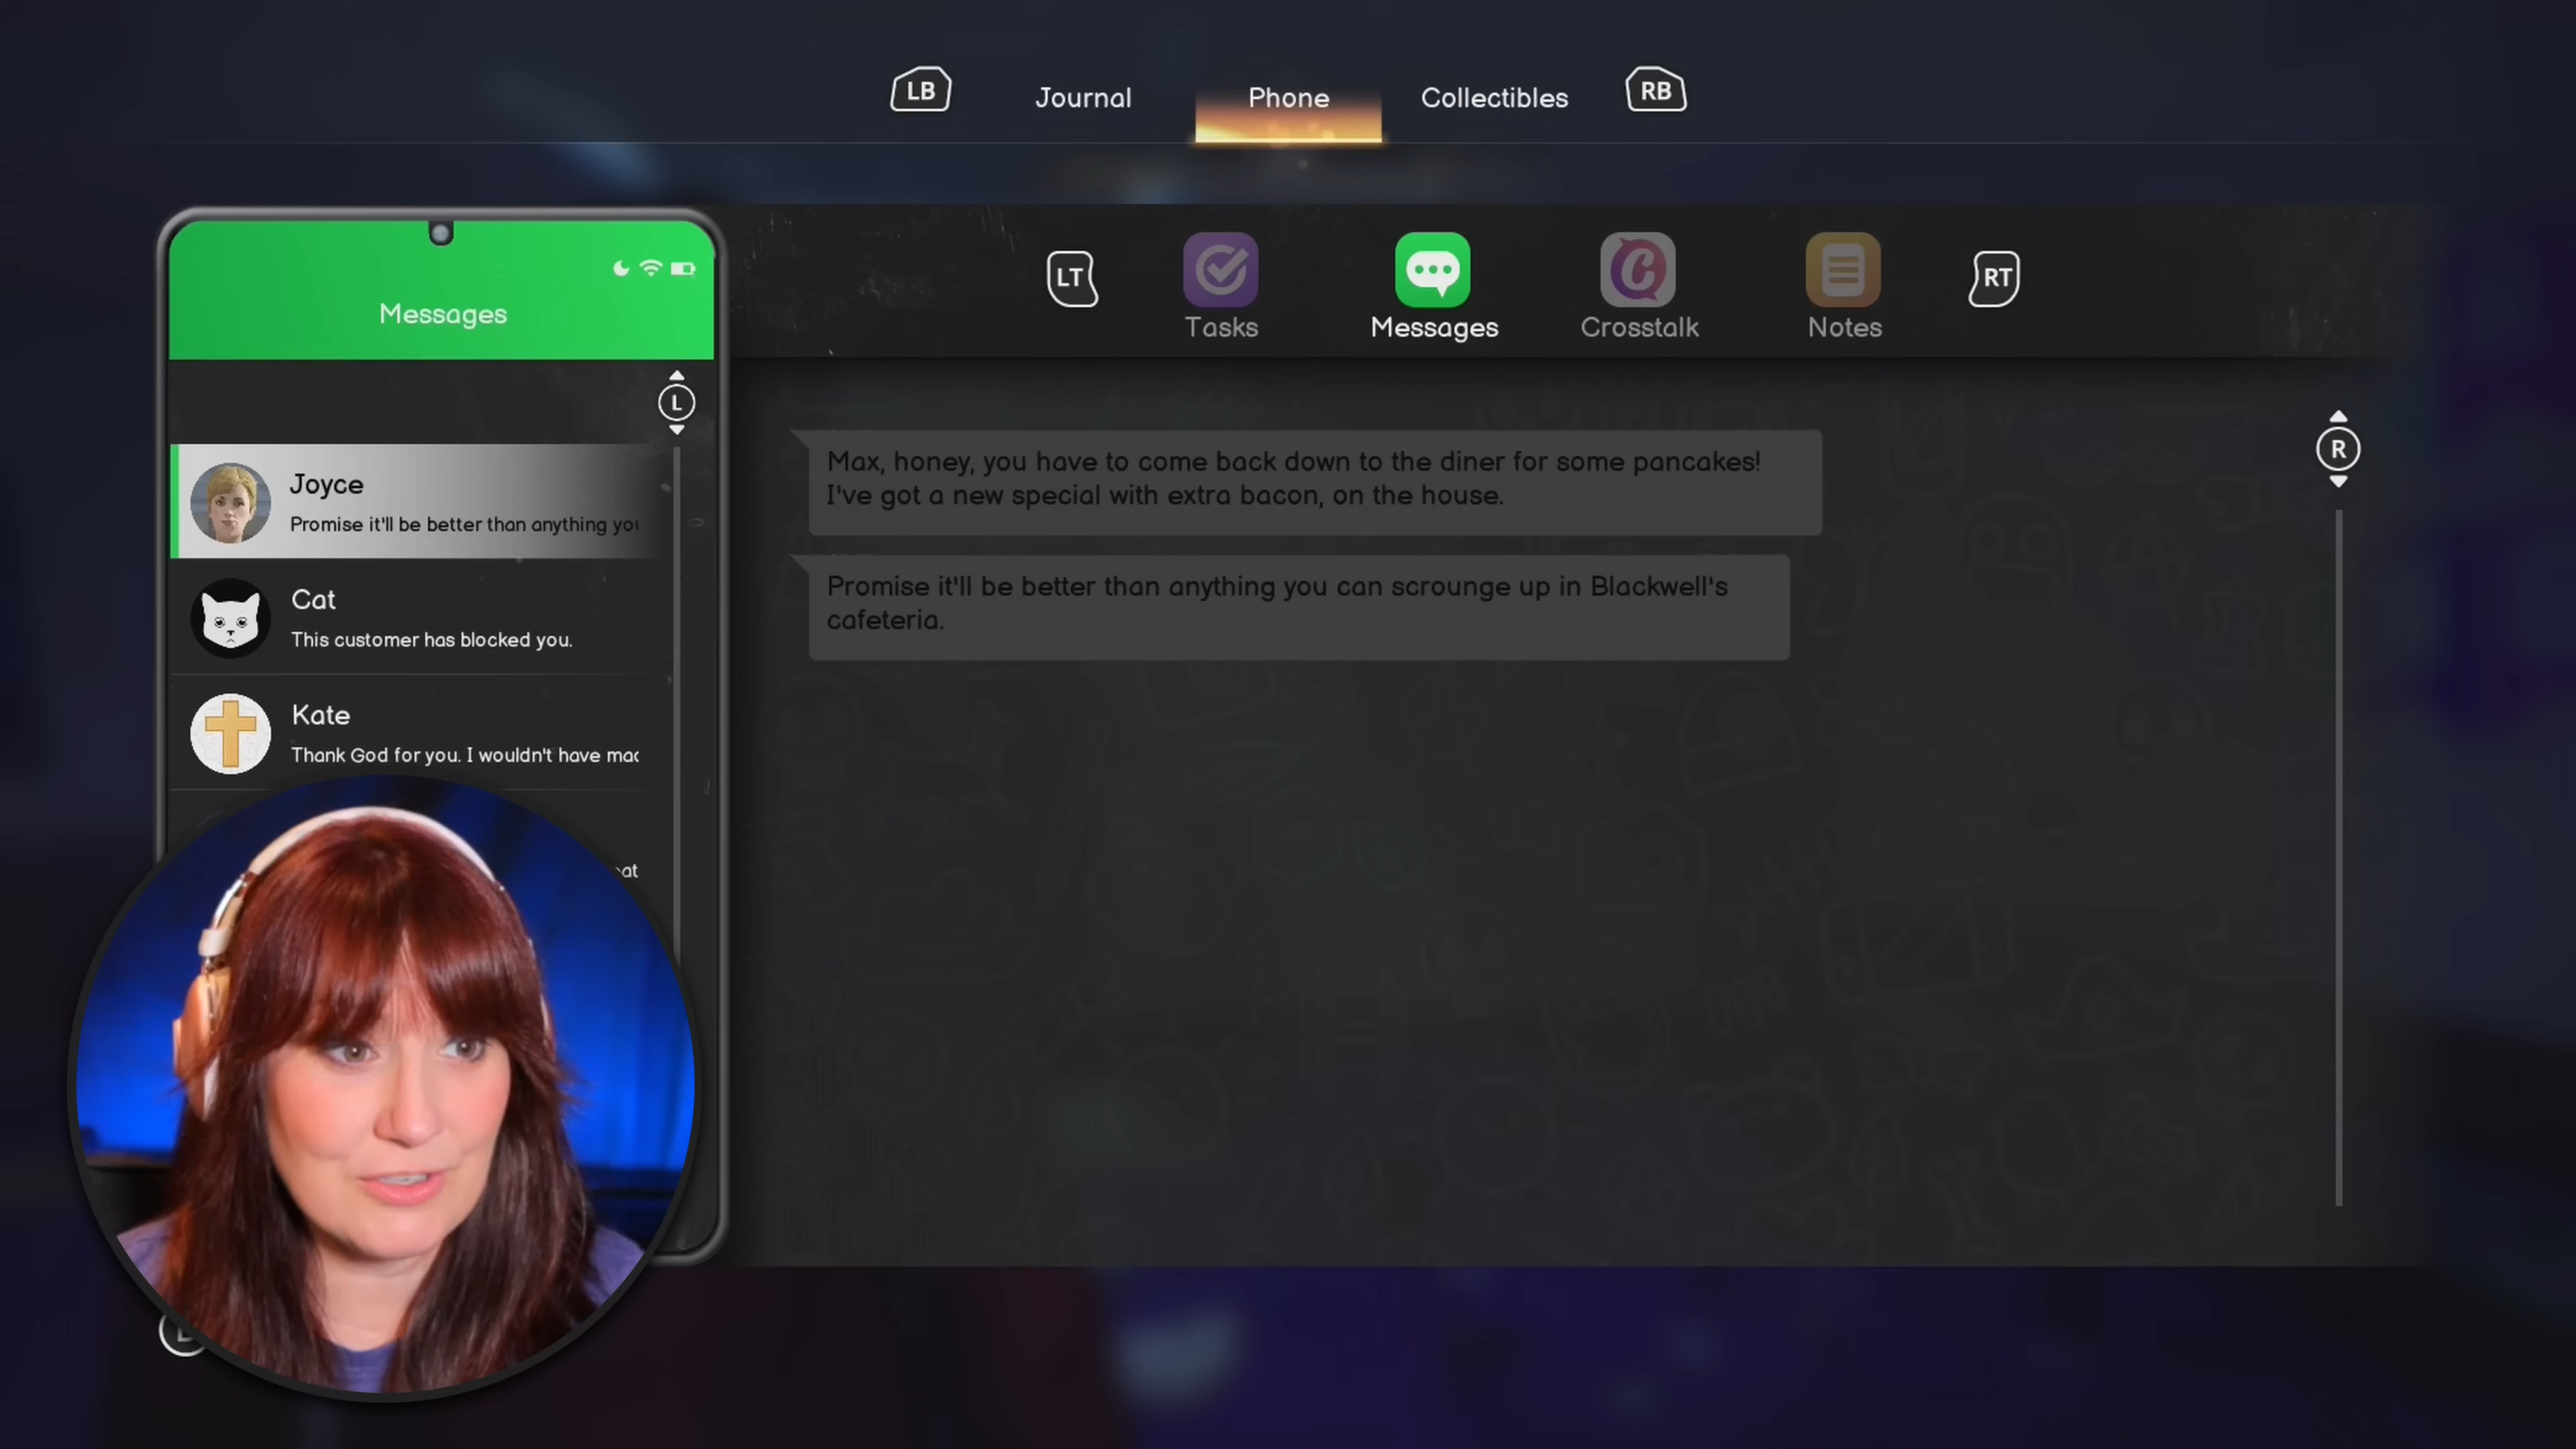 LB
Journal
Phone
Collectibles
RB
Messages
LT
Tasks
Messages
Crosstalk
Notes
RT
L
Joyce
Promise it'll be better than anything you
Cat
This customer has blocked you.
Kate
Thank God for you. I wouldn't have
Max, honey, you have to come back down to the diner for some pancakes!
I've got a new special with extra bacon, on the house.
Promise it'll be better than anything you can scrounge up in Blackwell's
cafeteria.
R